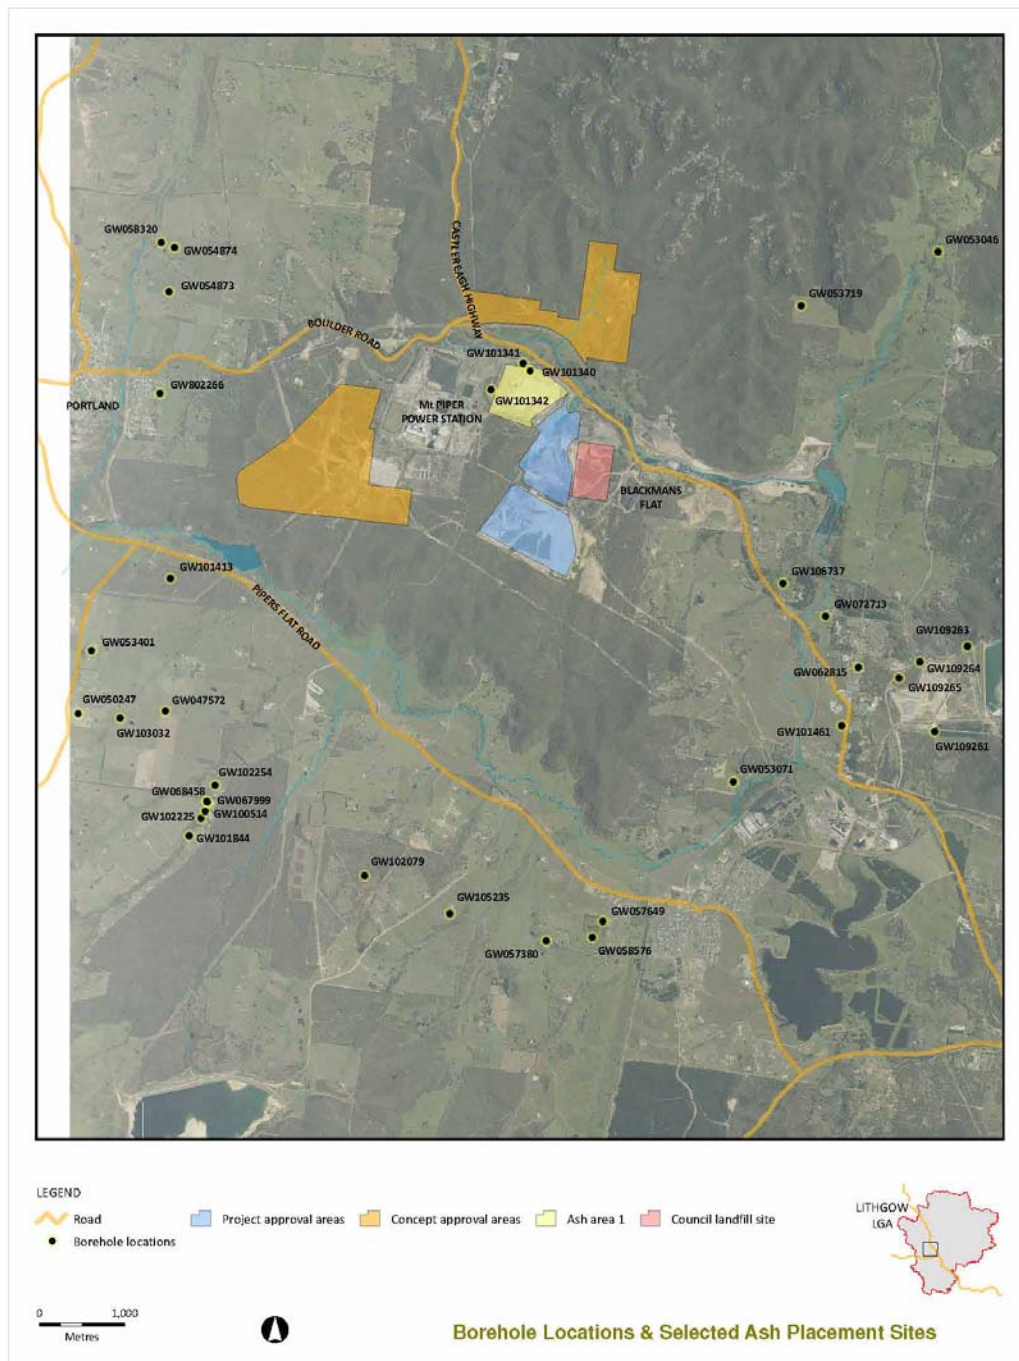 GW058320
GW054874
GW053046
GW054873
GW053719
CASTLEREAGH HIGHWAY
BOULDER ROAD
GW101341
GW101340
GW802266
GW101342
PORTLAND
Mt PIPER
POWER STATION
BLACKMANS
FLAT
GW101413
GW106737
PIPERS FLAT ROAD
GW072713
GW109263
GW053401
GW109264
GW062815
GW109265
GW050247
GW047572
GW103032
GW101461
GW109261
GW102254
GW053071
GW068458
GW067999
GW102225
GW100514
GW101844
GW102079
GW105235
GW057649
GW057380
GW058576
LEGEND
Road
Project approval areas
Concept approval areas
Ash area 1
Council landfill site
Borehole locations
LITHGOW
LGA
0 1,000
Metres
Borehole Locations & Selected Ash Placement Sites